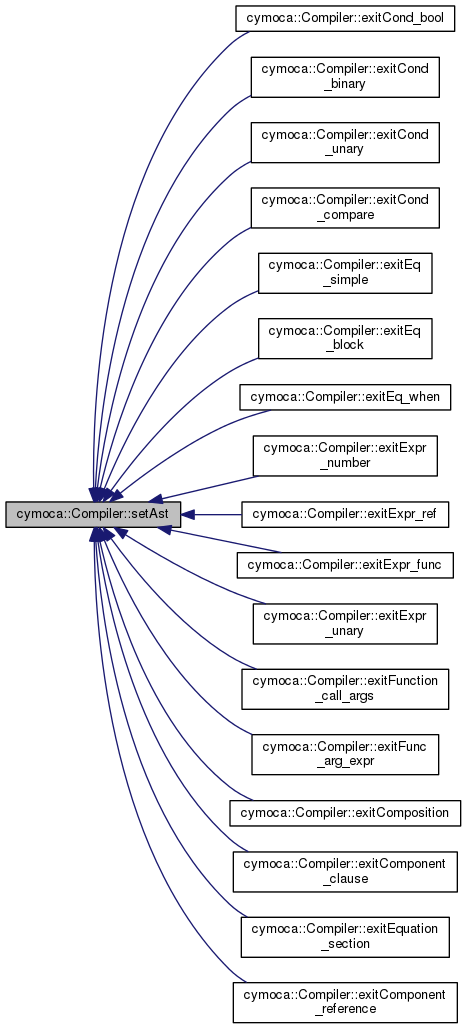 cymoca::Compiler::exitCond_bool
cymoca::Compiler::exitCond
_binary
cymoca::Compiler::exitCond
_unary
cymoca::Compiler::exitCond
_compare
cymoca::Compiler::exitEq
_simple
cymoca::Compiler::exitEq
_block
cymoca::Compiler::exitEq_when
cymoca::Compiler::exitExpr
_number
cymoca::Compiler::setAst
cymoca::Compiler::exitExpr_ref
cymoca::Compiler::exitExpr_func
cymoca::Compiler::exitExpr
_unary
cymoca::Compiler::exitFunction
_call_args
cymoca::Compiler::exitFunc
_arg_expr
cymoca::Compiler::exitComposition
cymoca::Compiler::exitComponent
_clause
cymoca::Compiler::exitEquation
_section
cymoca::Compiler::exitComponent
_reference